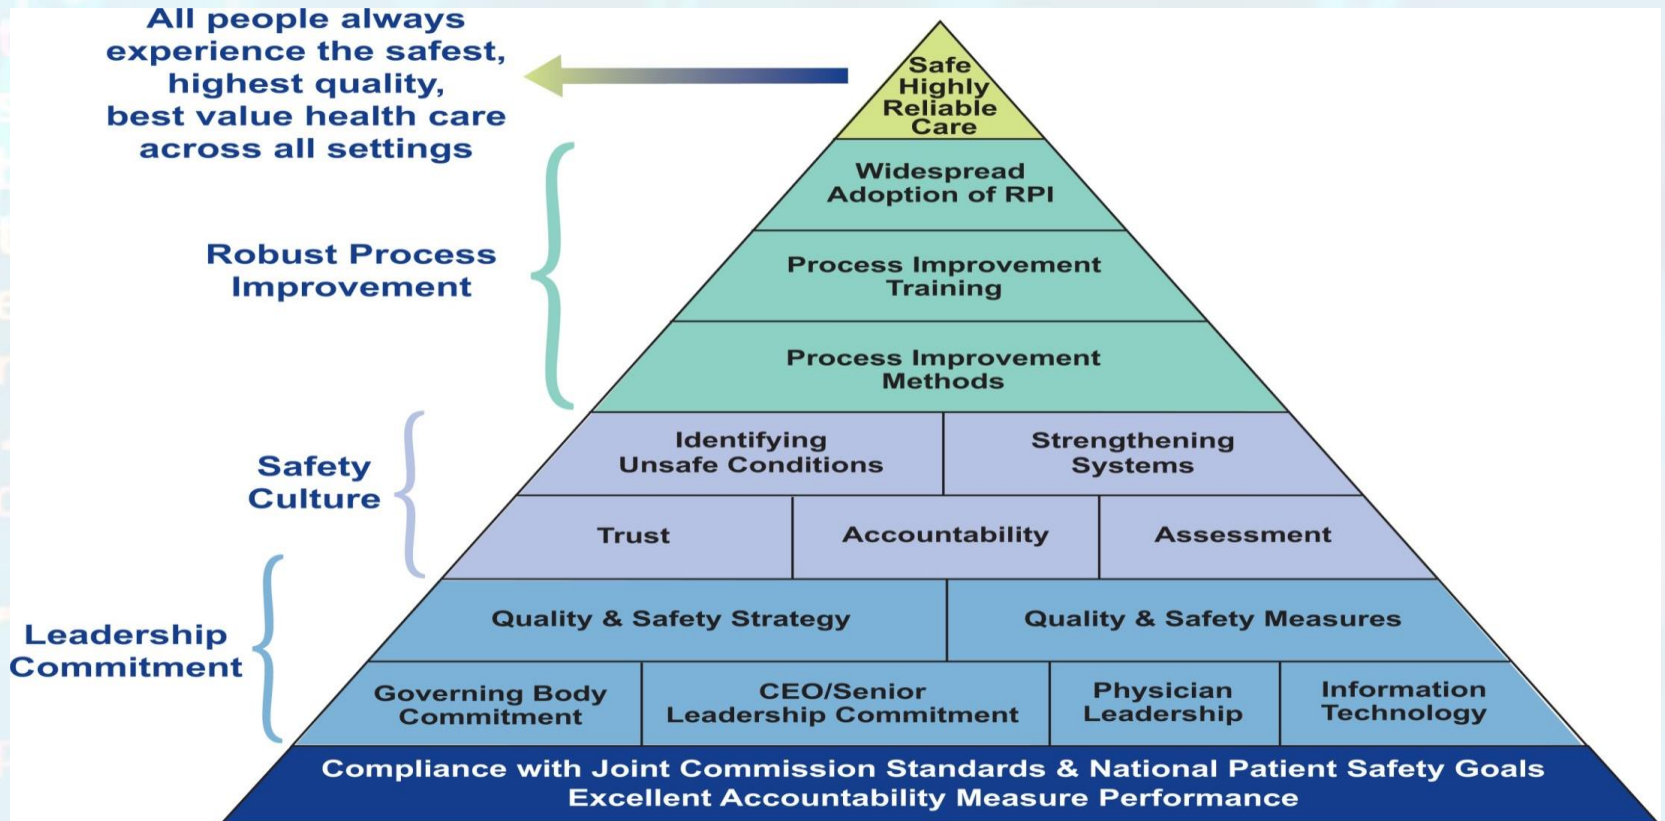 All people always
experience the safest,
highest quality,
best value health care
across all settings
Safe
Highly
Reliable
Care
Robust Process
Improvement
Widespread
Adoption of RPI
Process Improvement
Training
Process Improvement
Methods
Safety
Culture
Identifying
Unsafe Conditions
Strengthening
Systems
Trust
Accountability
Assessment
Leadership
Commitment
Quality & Safety Strategy
Quality & Safety Measures
Governing Body
Commitment
CEO/Senior
Leadership Commitment
Physician
Leadership
Information
Technology
Compliance with Joint Commission Standards & National Patient Safety Goals
Excellent Accountability Measure Performance